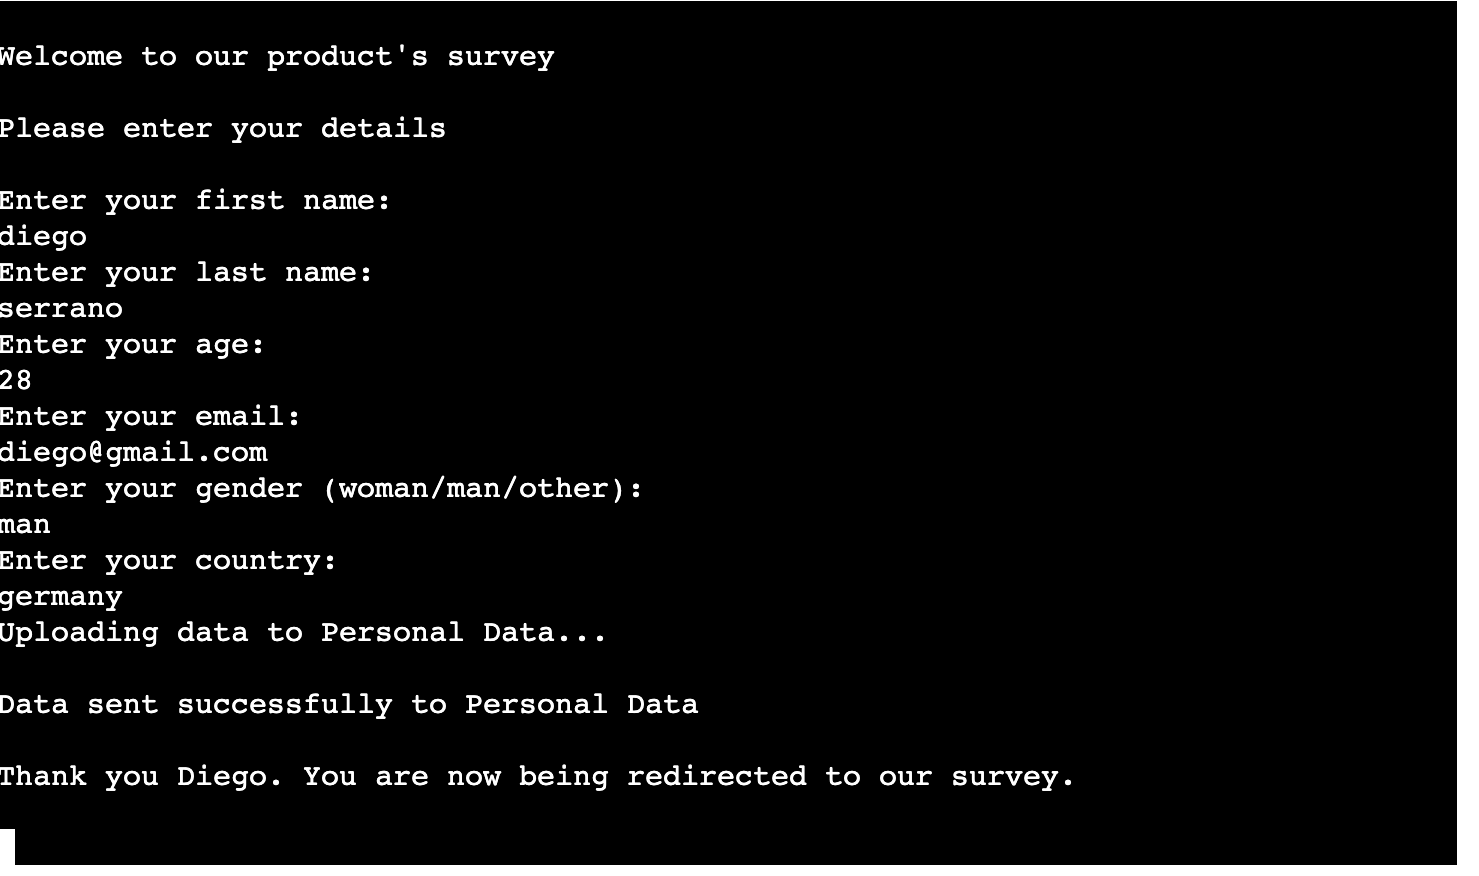 Welcome to our product's survey
Please enter your details
Enter your first name:
diego
Enter your last name:
serrano
Enter your age:
28
Enter your email:
diego@gmail.com
Enter your gender (woman/man/other):
man
Enter your country:
germany
Uploading data to Personal Data...
Data sent successfully to Personal Data
Thank you Diego. You are now being redirected to our survey.